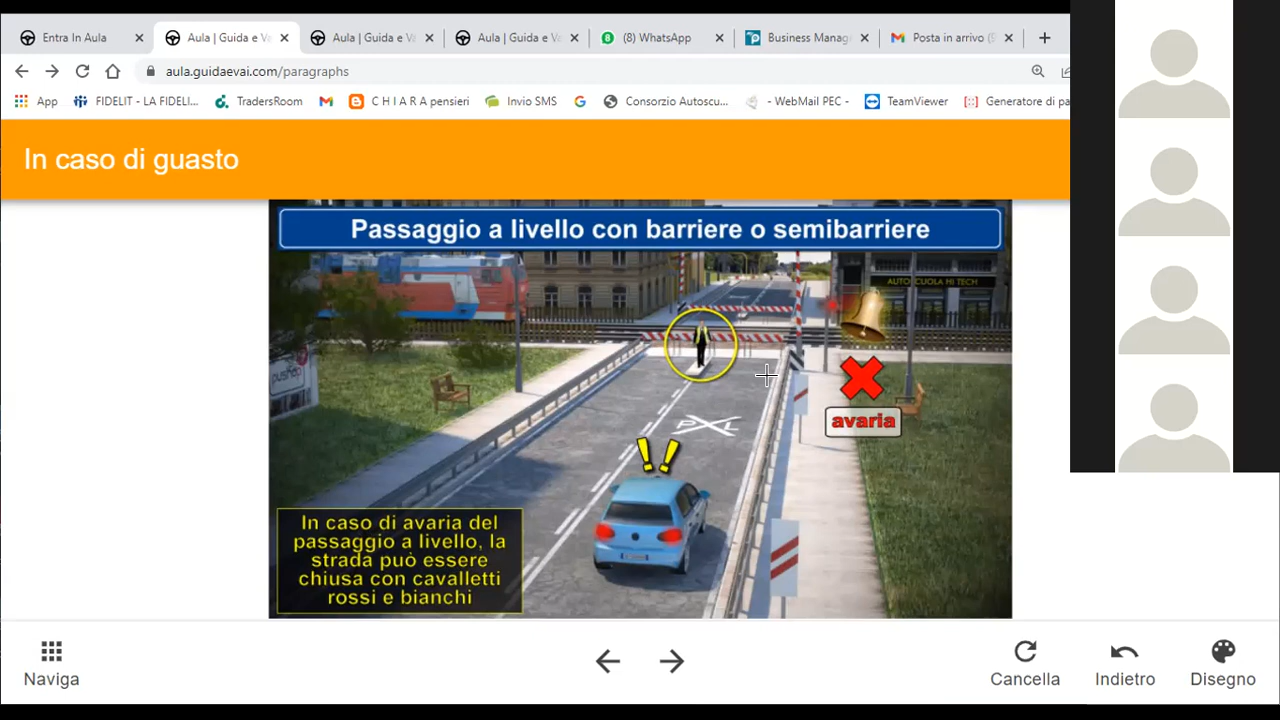 Entra In Aula
Aula | Guida e Va
Aula | Guida e Va
Aula | Guida e Va
(8) WhatsApp
Business Manag
Posta in arrivo (9
aula.guidaevai.com/paragraphs
App
FIDELIT - LA FIDELI...
TradersRoom
C H I A R A pensieri
Invio SMS
Consorzio Autoscu...
- WebMail PEC -
TeamViewer
Generatore di pa
In caso di guasto
Passaggio a livello con barriere o semibarriere
AUTOSCUOLA HI TECH
avaria
P L
In caso di avaria del
passaggio a livello, la
strada può essere
chiusa con cavalletti
rossi e bianchi
Naviga
Cancella
Indietro
Disegno